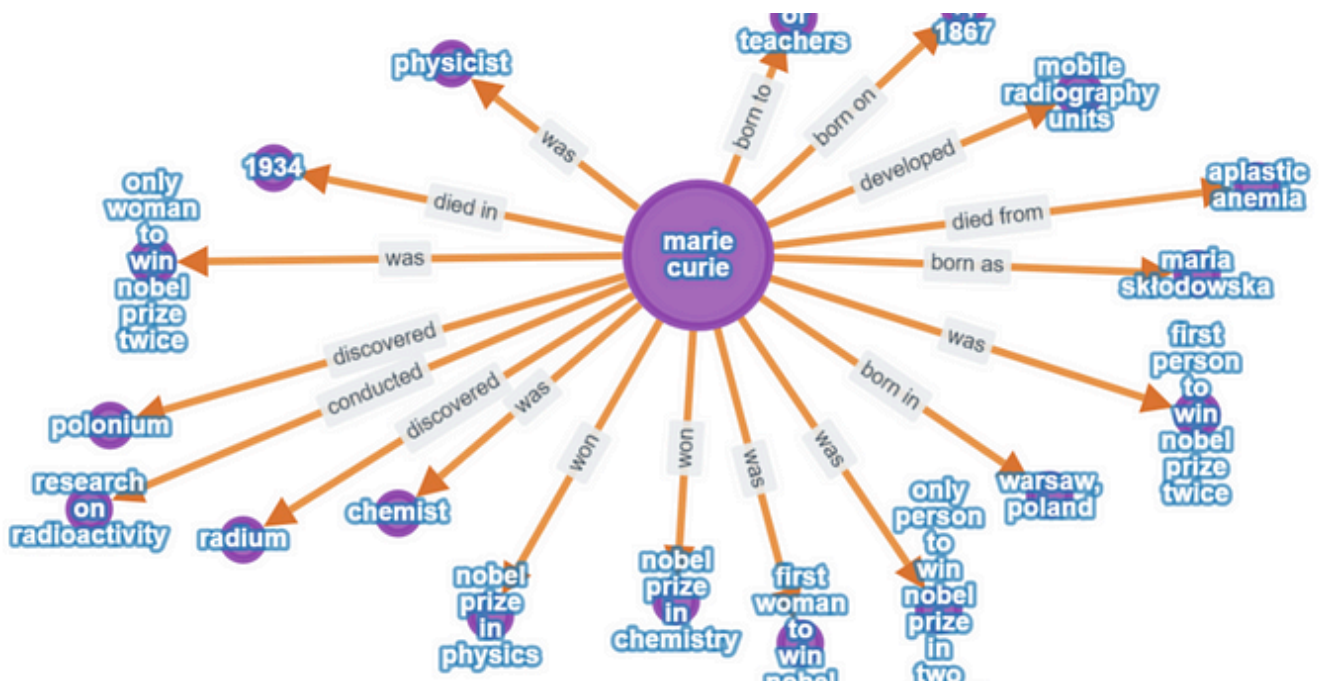 of
teachers
1867
physicist
mobile
radiography
units
born to
born on
was
developed
1934
aplastic
anemia
only
woman
to
win
nobel
prize
twice
died in
died from
marie
curie
was
born as
maria
skłodowska
discovered
was
first
person
to
win
nobel
prize
twice
conducted
born in
discovered
was
polonium
won
won
was
was
research
on
radioactivity
chemist
radium
warsaw,
poland
only
person
to
win
nobel
prize
in
two
nobel
prize
in
physics
nobel
prize
in
chemistry
first
woman
to
win
nobel